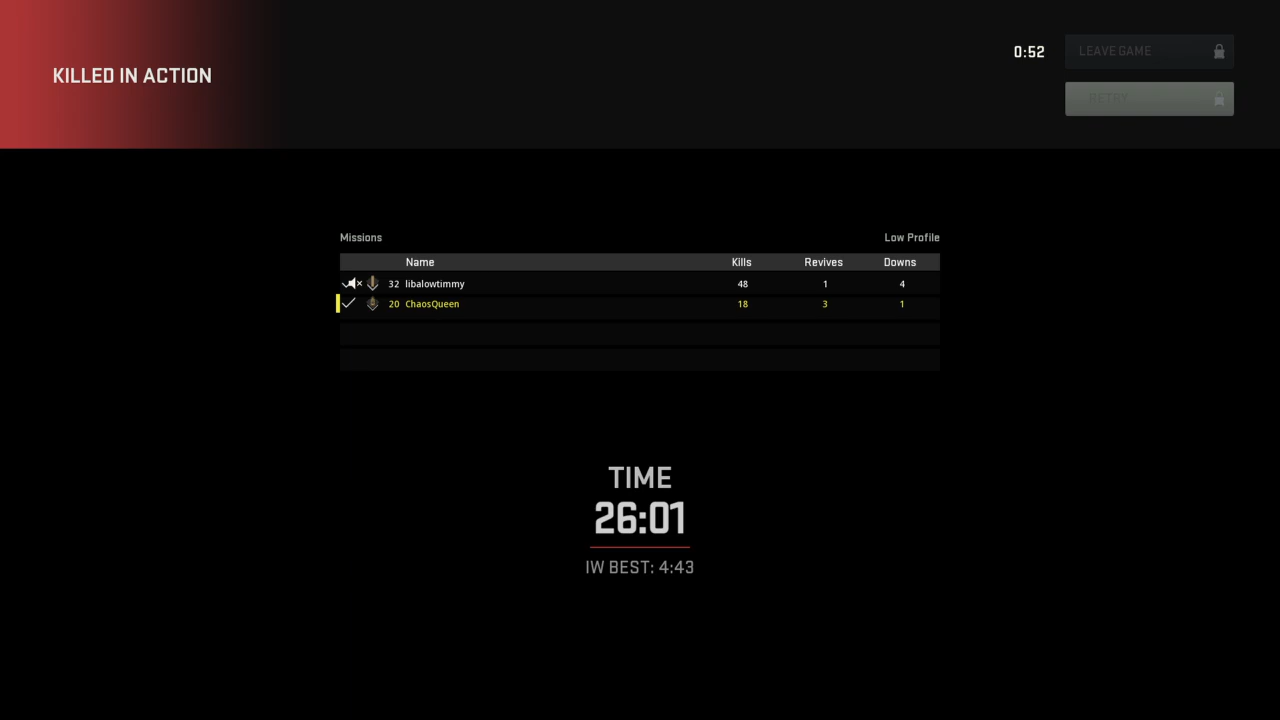 KILLED IN ACTION
0:52
LEAVE GAME
RETRY
Missions Low Profile
Name Kills Revives Downs
32 libalowtimmy 48 1 4
20 ChaosQueen 18 3 1
TIME
26:01
IW BEST: 4:43